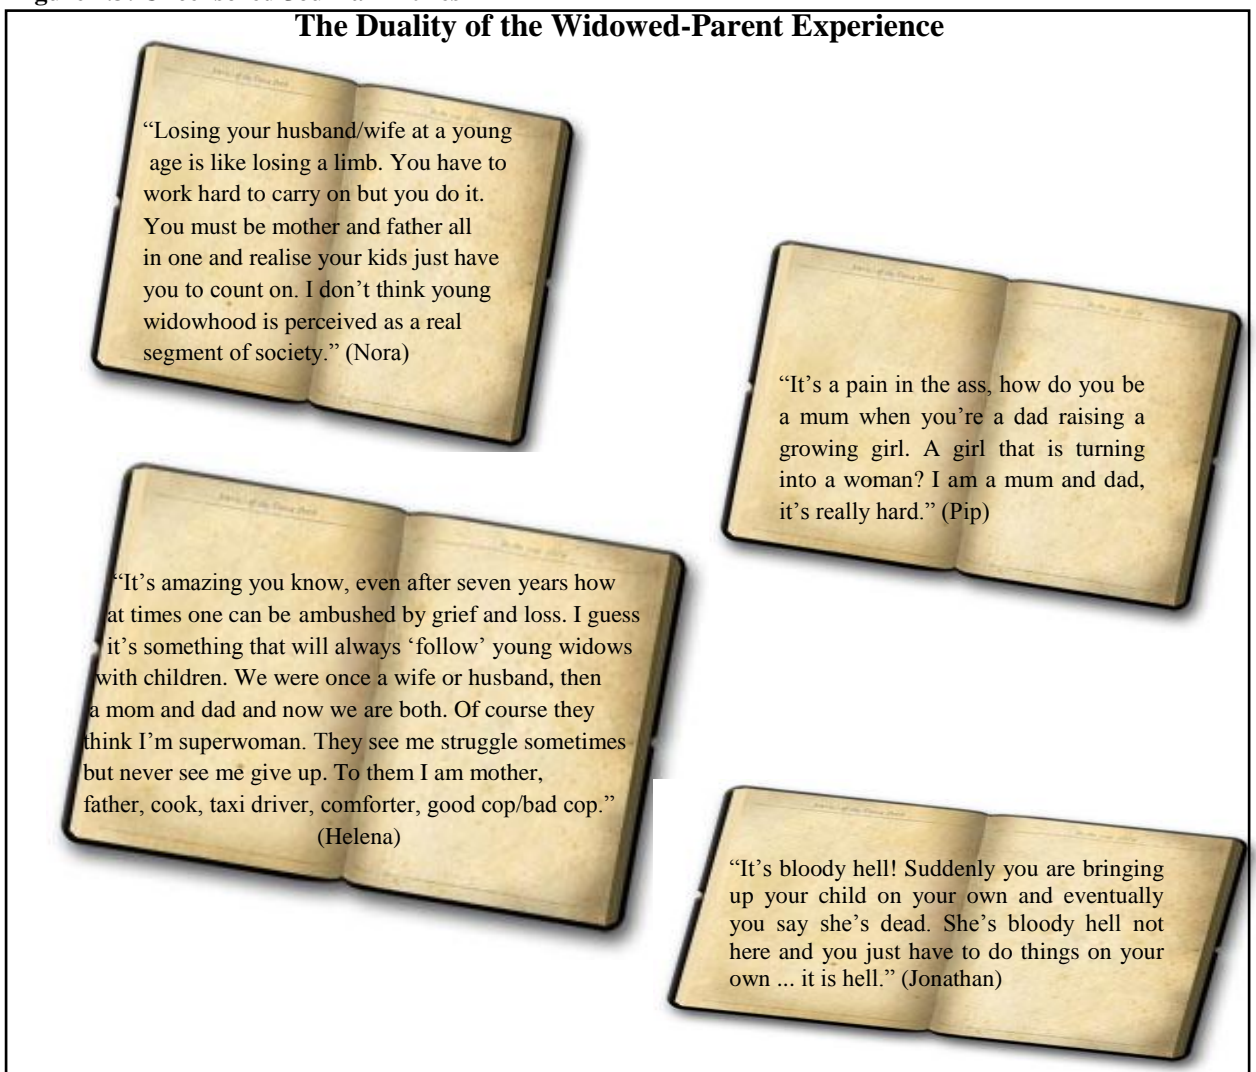 The Duality of the Widowed-Parent Experience
“Losing your husband/wife at a young
age is like losing a limb. You have to
work hard to carry on but you do it.
You must be mother and father all
in one and realise your kids just have
you to count on. I don’t think young
widowhood is perceived as a real
segment of society.” (Nora)
“It’s a pain in the ass, how do you be
a mum when you’re a dad raising a
growing girl. A girl that is turning
into a woman? I am a mum and dad,
it’s really hard.” (Pip)
“It’s amazing you know, even after seven years how
at times one can be ambushed by grief and loss. I guess
it’s something that will always ‘follow’ young widows
with children. We were once a wife or husband, then
a mom and dad and now we are both. Of course they
think I’m superwoman. They see me struggle sometimes
but never see me give up. To them I am mother,
father, cook, taxi driver, comforter, good cop/bad cop.”
(Helena)
“It’s bloody hell! Suddenly you are bringing
up your child on your own and eventually
you say she’s dead. She’s bloody hell not
here and you just have to do things on your
own ... it is hell.” (Jonathan)